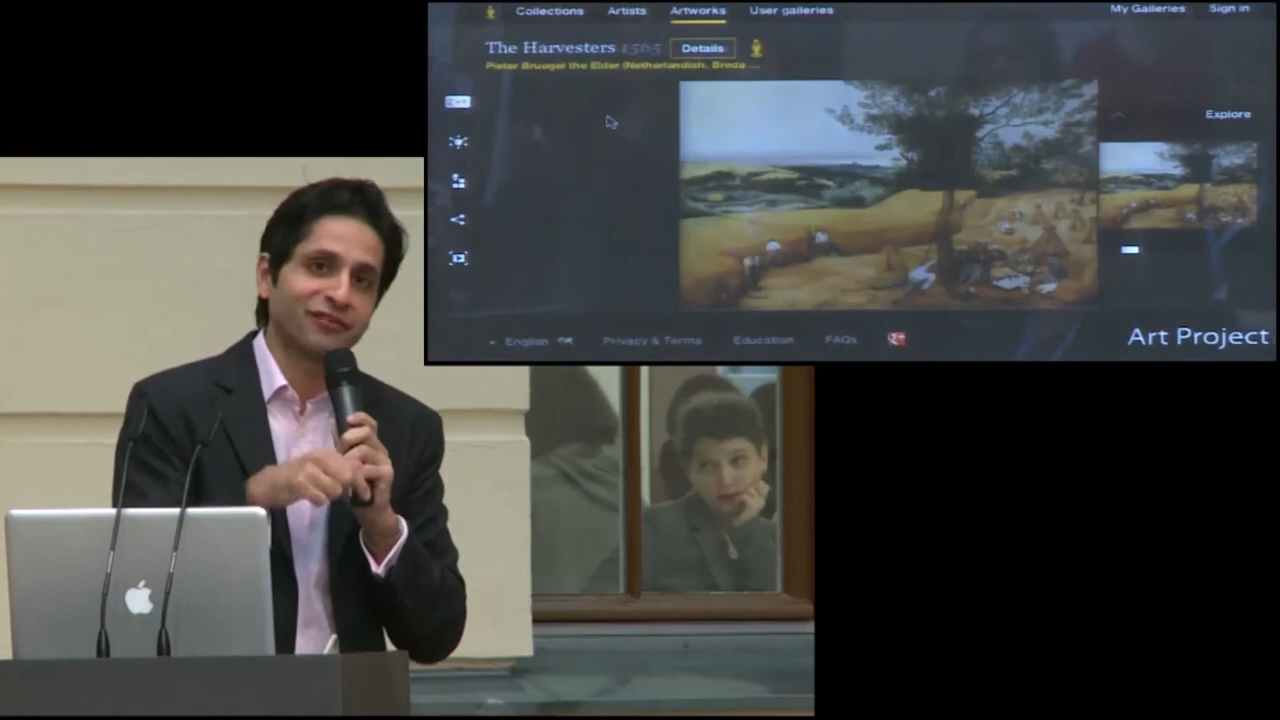 Collections Artists Artworks User galleries My Galleries Sign in
The Harvesters 1565 Details
Pieter Bruegel the Elder (Netherlandish, Breda ...
Explore
English Privacy & Terms Education FAQs
Art Project